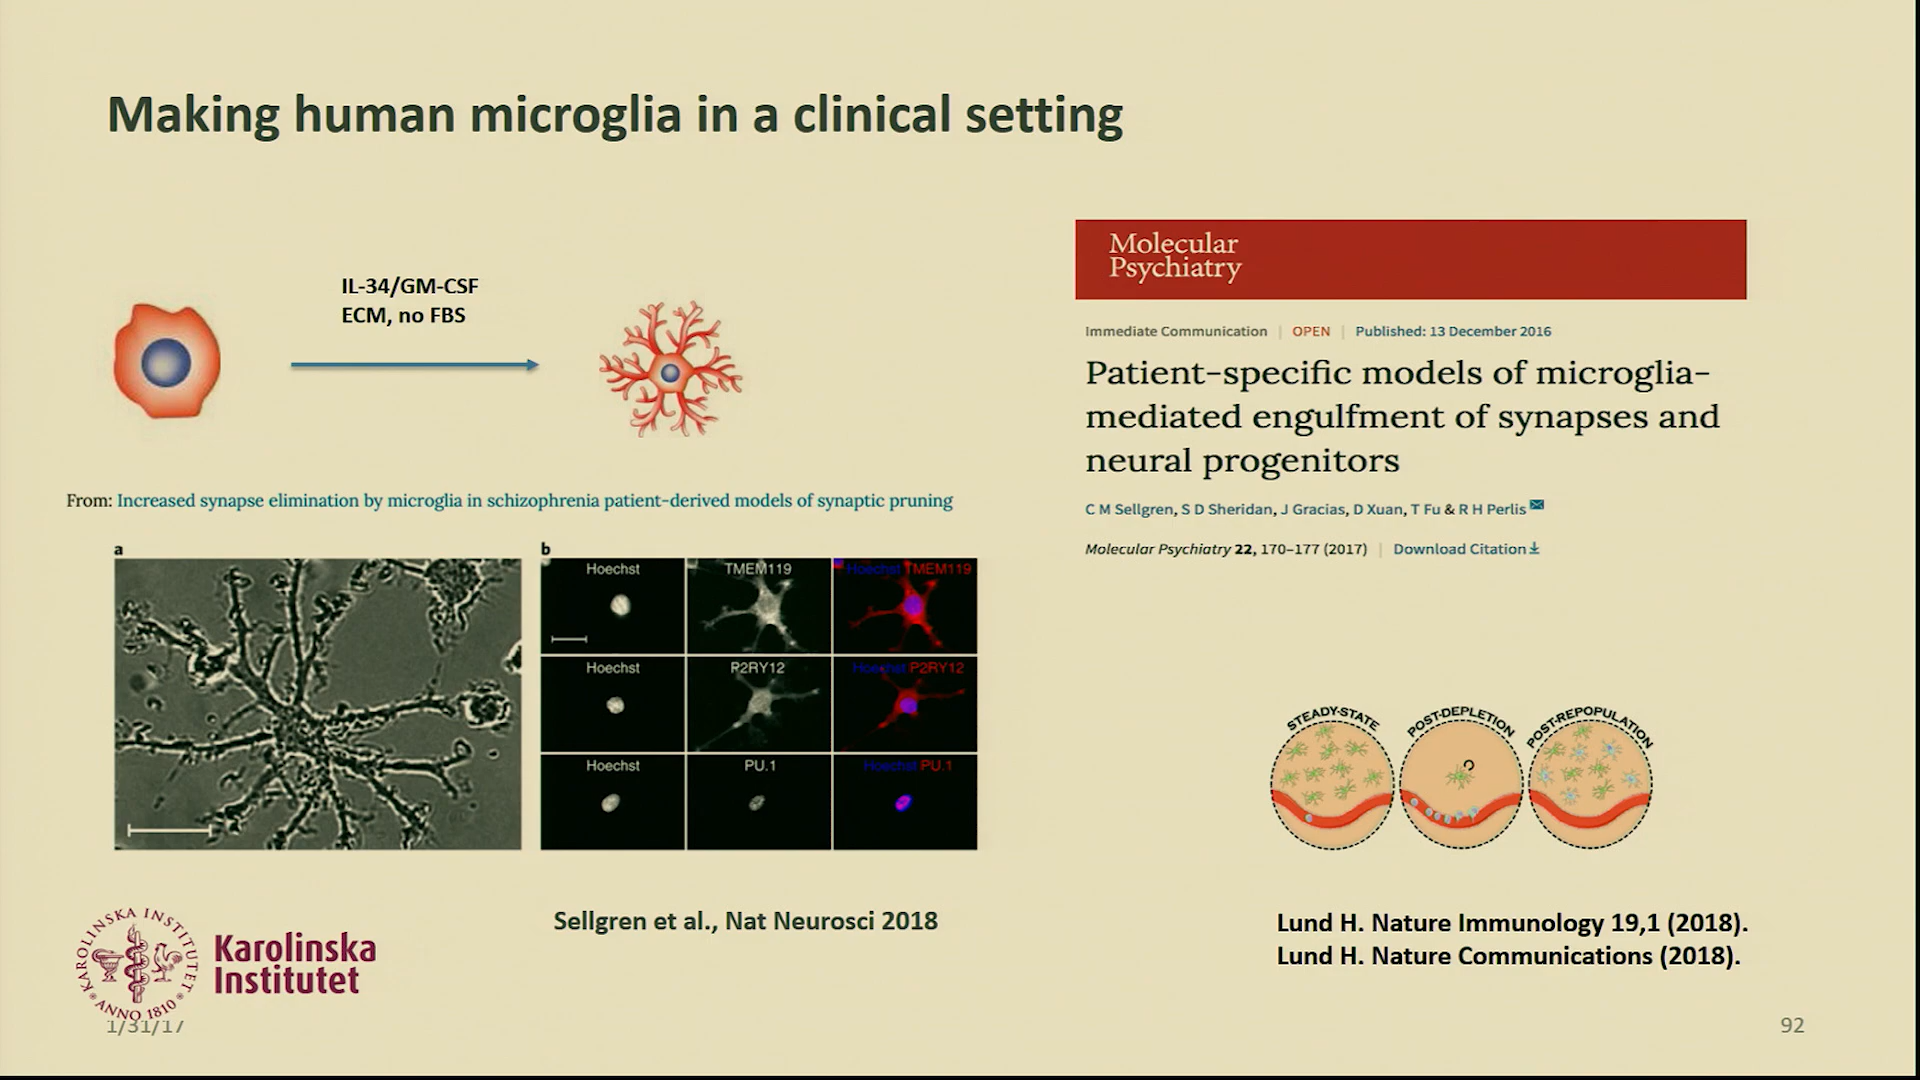 Making human microglia in a clinical setting
IL-34/GM-CSF
ECM, no FBS
From: Increased synapse elimination by microglia in schizophrenia patient-derived models of synaptic pruning
a
b
Hoechst
TMEM119
Hoechst TMEM119
Hoechst
P2RY12
Hoechst P2RY12
Hoechst
PU.1
Hoechst PU.1
Sellgren et al., Nat Neurosci 2018
Molecular
Psychiatry
Immediate Communication | OPEN | Published: 13 December 2016
Patient-specific models of microglia-
mediated engulfment of synapses and
neural progenitors
C M Sellgren, S D Sheridan, J Gracias, D Xuan, T Fu & R H Perlis
Molecular Psychiatry 22, 170–177 (2017) | Download Citation
STEADY-STATE
POST-DEPLETION
POST-REPOPULATION
Lund H. Nature Immunology 19,1 (2018).
Lund H. Nature Communications (2018).
KAROLINSKA INSTITUTET
ANNO 1810
Karolinska
Institutet
1/31/17
92